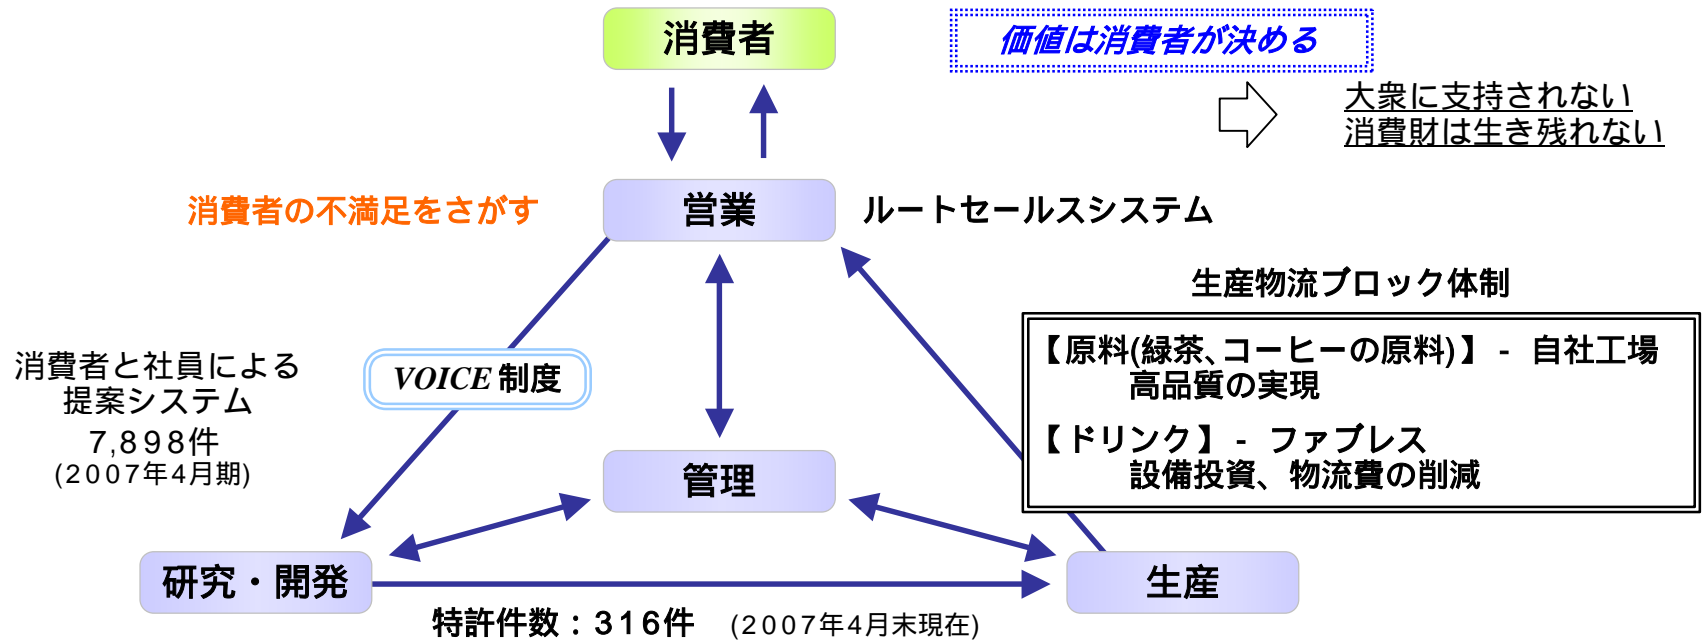 消費者
価値は消費者が決める
大衆に支持されない
消費財は生き残れない
消費者の不満足をさがす
営業
ルートセールスシステム
生産物流ブロック体制
【原料(緑茶、コーヒーの原料)】 - 自社工場
高品質の実現
【ドリンク】 - ファブレス
設備投資、物流費の削減
消費者と社員による
提案システム
7,898件
(2007年4月期)
VOICE 制度
管理
研究・開発
生産
特許件数：316件 (2007年4月末現在)